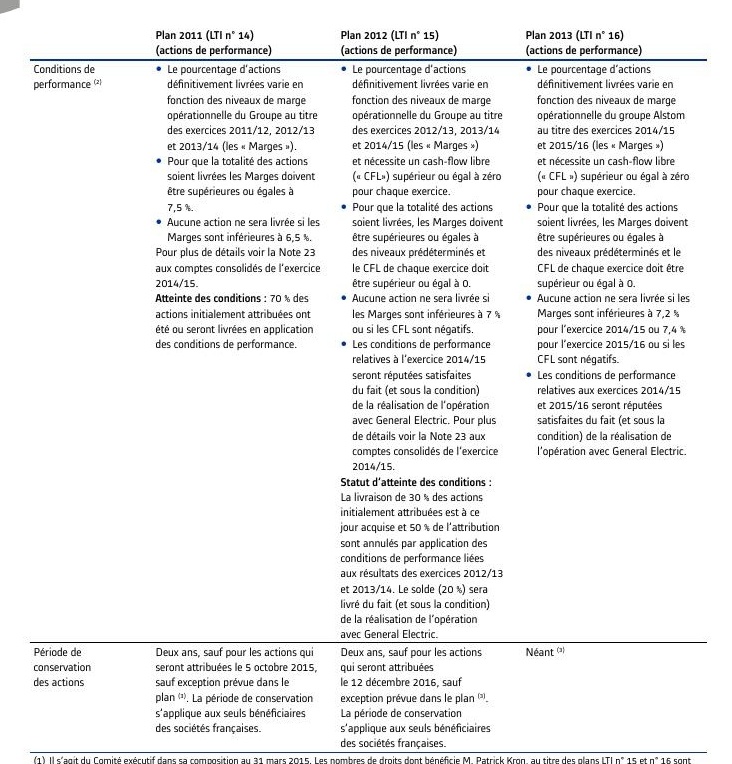 Plan 2011 (LTI n° 14)
(actions de performance)
Plan 2012 (LTI n° 15)
(actions de performance)
Plan 2013 (LTI n° 16)
(actions de performance)
Conditions de
performance (2)
• Le pourcentage d’actions
définitivement livrées varie en
fonction des niveaux de marge
opérationnelle du Groupe au titre
des exercices 2011/12, 2012/13
et 2013/14 (les « Marges »).
• Pour que la totalité des actions
soient livrées les Marges doivent
être supérieures ou égales à
7,5 %.
• Aucune action ne sera livrée si les
Marges sont inférieures à 6,5 %.
Pour plus de détails voir la Note 23
aux comptes consolidés de l’exercice
2014/15.
Atteinte des conditions : 70 % des
actions initialement attribuées ont
été ou seront livrées en application
des conditions de performance.
• Le pourcentage d’actions
définitivement livrées varie en
fonction des niveaux de marge
opérationnelle du Groupe au titre
des exercices 2012/13, 2013/14
et 2014/15 (les « Marges »)
et nécessite un cash-flow libre
(« CFL») supérieur ou égal à zéro
pour chaque exercice.
• Pour que la totalité des actions
soient livrées, les Marges doivent
être supérieures ou égales à
des niveaux prédéterminés et
le CFL de chaque exercice doit
être supérieur ou égal à 0.
• Aucune action ne sera livrée si
les Marges sont inférieures à 7 %
ou si les CFL sont négatifs.
• Les conditions de performance
relatives à l’exercice 2014/15
seront réputées satisfaites
du fait (et sous la condition)
de la réalisation de l’opération
avec General Electric. Pour plus
de détails voir la Note 23 aux
comptes consolidés de l’exercice
2014/15.
Statut d’atteinte des conditions :
La livraison de 30 % des actions
initialement attribuées est à ce
jour acquise et 50 % de l’attribution
sont annulés par application des
conditions de performance liées
aux résultats des exercices 2012/13
et 2013/14. Le solde (20 %) sera
livré du fait (et sous la condition)
de la réalisation de l’opération
avec General Electric.
• Le pourcentage d’actions
définitivement livrées varie en
fonction des niveaux de marge
opérationnelle du groupe Alstom
au titre des exercices 2014/15
et 2015/16 (les « Marges »)
et nécessite un cash-flow libre
(« CFL ») supérieur ou égal à zéro
pour chaque exercice.
• Pour que la totalité des actions
soient livrées, les Marges doivent
être supérieures ou égales à
des niveaux prédéterminés et le
CFL de chaque exercice doit être
supérieur ou égal à 0.
• Aucune action ne sera livrée si les
Marges sont inférieures à 7,2 %
pour l’exercice 2014/15 ou 7,4 %
pour l’exercice 2015/16 ou si les
CFL sont négatifs.
• Les conditions de performance
relatives aux exercices 2014/15
et 2015/16 seront réputées
satisfaites du fait (et sous la
condition) de la réalisation de
l’opération avec General Electric.
Période de
conservation
des actions
Deux ans, sauf pour les actions qui
seront attribuées le 5 octobre 2015,
sauf exception prévue dans le
plan (3). La période de conservation
s’applique aux seuls bénéficiaires
des sociétés françaises.
Deux ans, sauf pour les actions
qui seront attribuées
le 12 décembre 2016, sauf
exception prévue dans le plan (3).
La période de conservation
s’applique aux seuls bénéficiaires
des sociétés françaises.
Néant (3)
(1) Il s’agit du Comité exécutif dans sa composition au 31 mars 2015. Les nombres de droits dont bénéficie M. Patrick Kron, au titre des plans LTI n° 15 et n° 16 sont